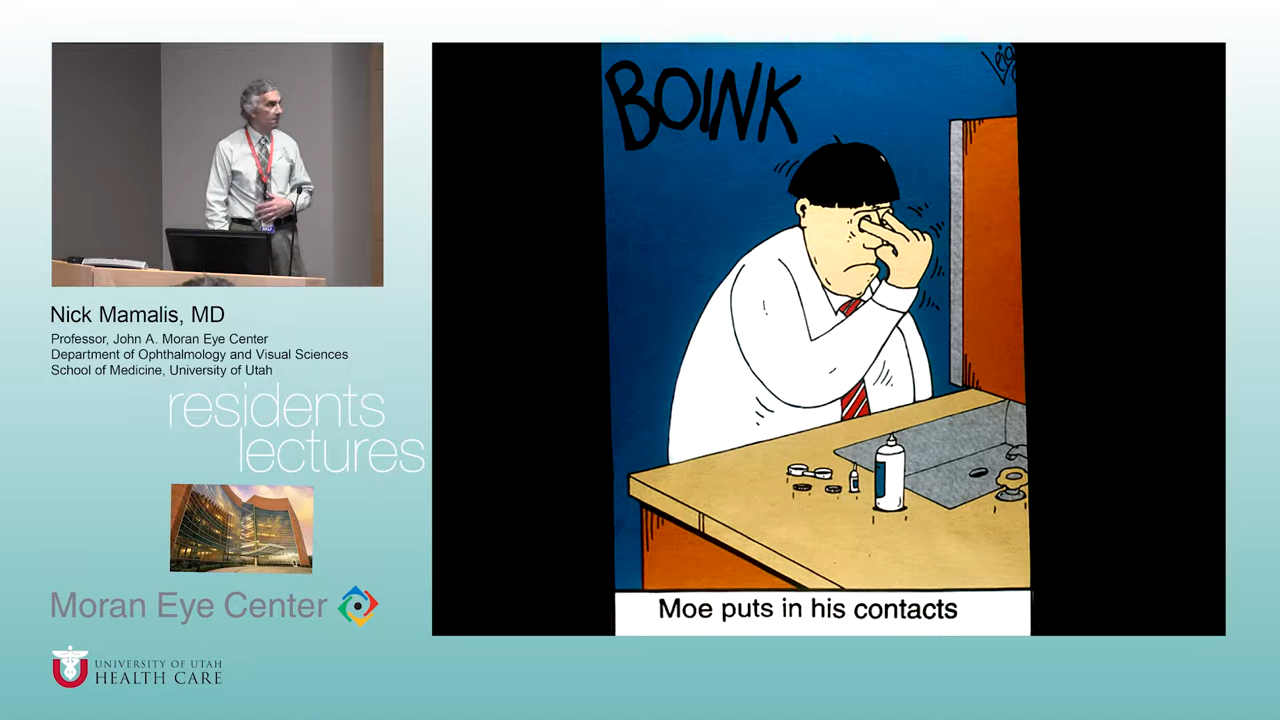 Nick Mamalis, MD
Professor, John A. Moran Eye Center
Department of Ophthalmology and Visual Sciences
School of Medicine, University of Utah
residents
lectures
Moran Eye Center
UNIVERSITY OF UTAH
HEALTH CARE
BOINK
Moe puts in his contacts